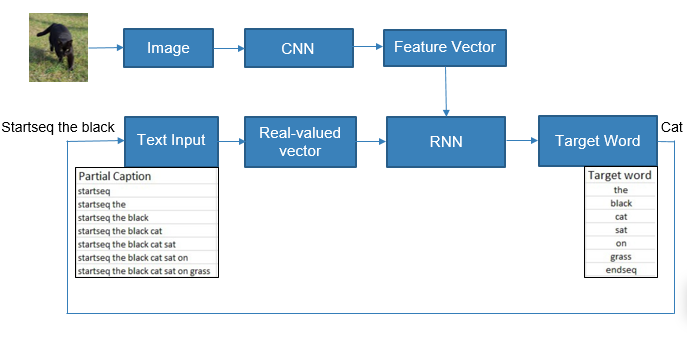 Image
CNN
Feature Vector
Startseq the black
Text Input
Real-valued
vector
RNN
Target Word
Cat
Partial Caption
startseq
startseq the
startseq the black
startseq the black cat
startseq the black cat sat
startseq the black cat sat on
startseq the black cat sat on grass
Target word
the
black
cat
sat
on
grass
endseq